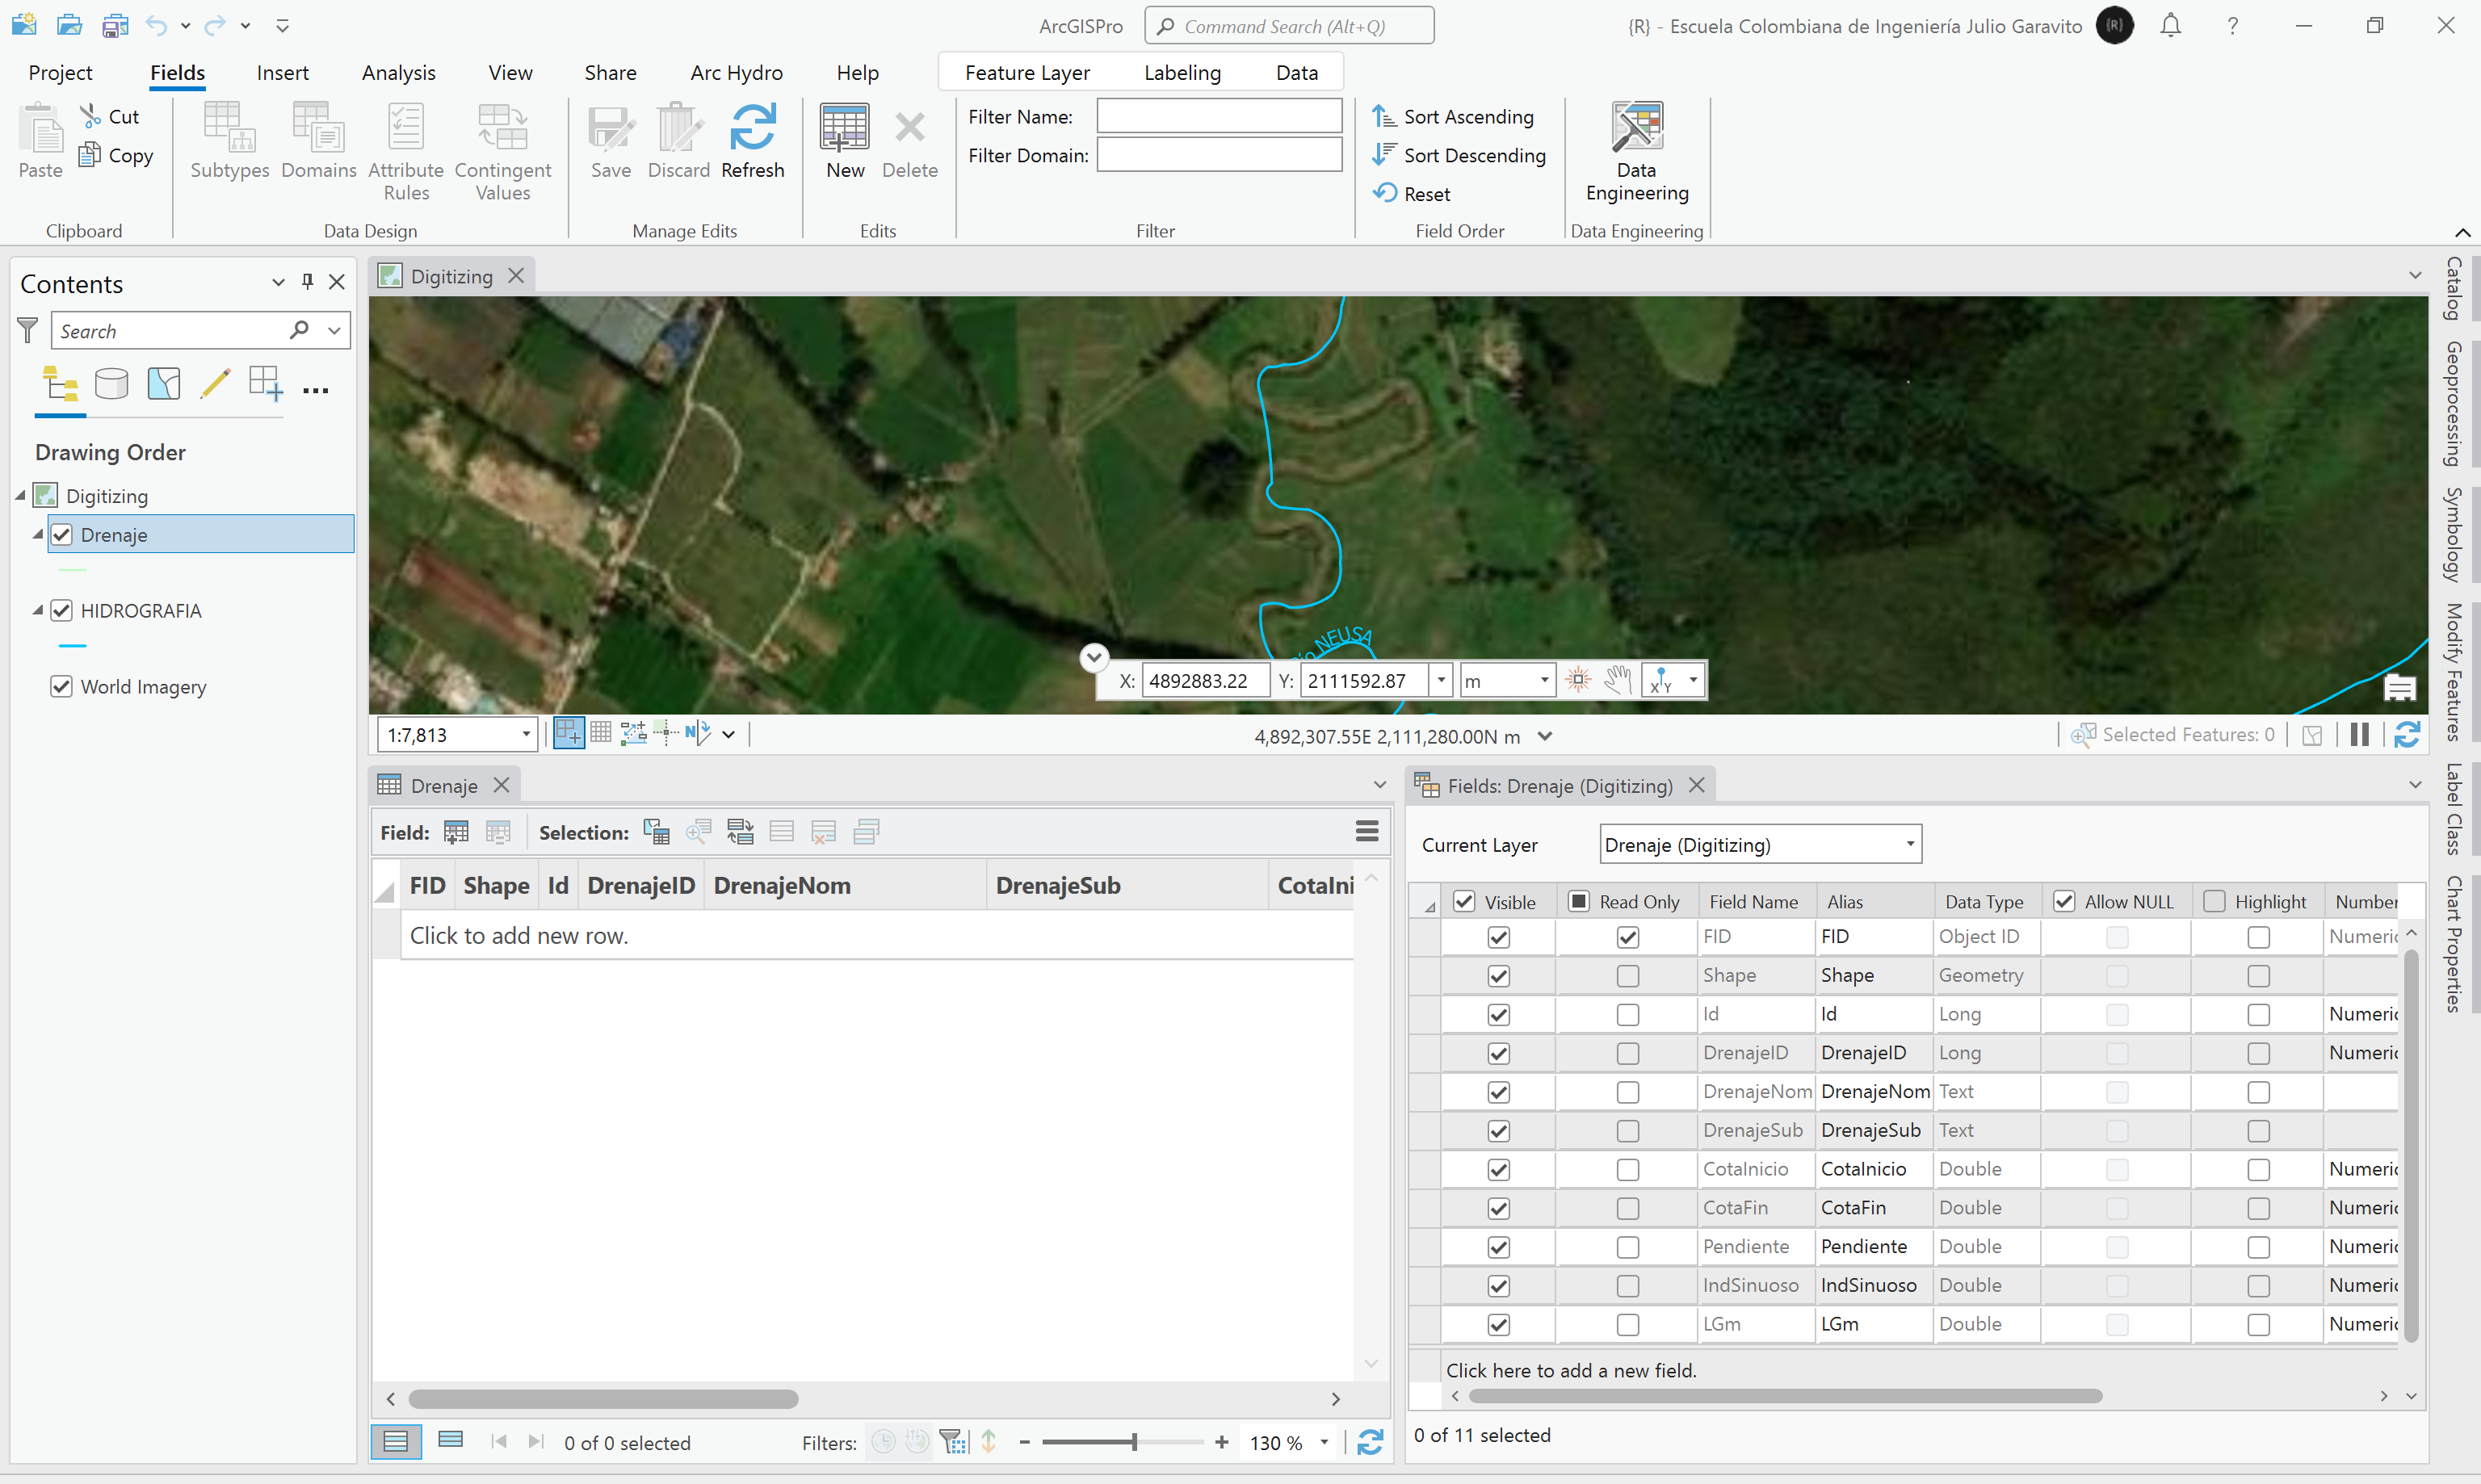 ArcGISPro
Command Search (Alt+Q)
{R} - Escuela Colombiana de Ingeniería Julio Garavito
{R}
?
Project
Fields
Insert
Analysis
View
Share
Arc Hydro
Help
Feature Layer
Labeling
Data
Paste
Cut
Copy
Clipboard
Subtypes
Domains
Attribute Rules
Contingent Values
Data Design
Save
Discard
Refresh
Manage Edits
New
Delete
Edits
Filter Name:
Filter Domain:
Filter
Sort Ascending
Sort Descending
Reset
Field Order
Data Engineering
Data Engineering
Contents
Search
Drawing Order
Digitizing
Drenaje
HIDROGRAFIA
World Imagery
Digitizing
NEUSA
X: 4892883.22 Y: 2111592.87 m
1:7,813
4,892,307.55E 2,111,280.00N m
Selected Features: 0
Drenaje
Field: Selection:
FID Shape Id DrenajeID DrenajeNom DrenajeSub CotaIni
Click to add new row.
0 of 0 selected
Filters:
130 %
Fields: Drenaje (Digitizing)
Current Layer Drenaje (Digitizing)
Visible Read Only Field Name Alias Data Type Allow NULL Highlight Number
FID FID Object ID Numeric
Shape Shape Geometry
Id Id Long Numeric
DrenajeID DrenajeID Long Numeric
DrenajeNom DrenajeNom Text
DrenajeSub DrenajeSub Text
CotaInicio CotaInicio Double Numeric
CotaFin CotaFin Double Numeric
Pendiente Pendiente Double Numeric
IndSinuoso IndSinuoso Double Numeric
LGm LGm Double Numeric
Click here to add a new field.
0 of 11 selected
Catalog
Geoprocessing
Symbology
Modify Features
Label Class
Chart Properties